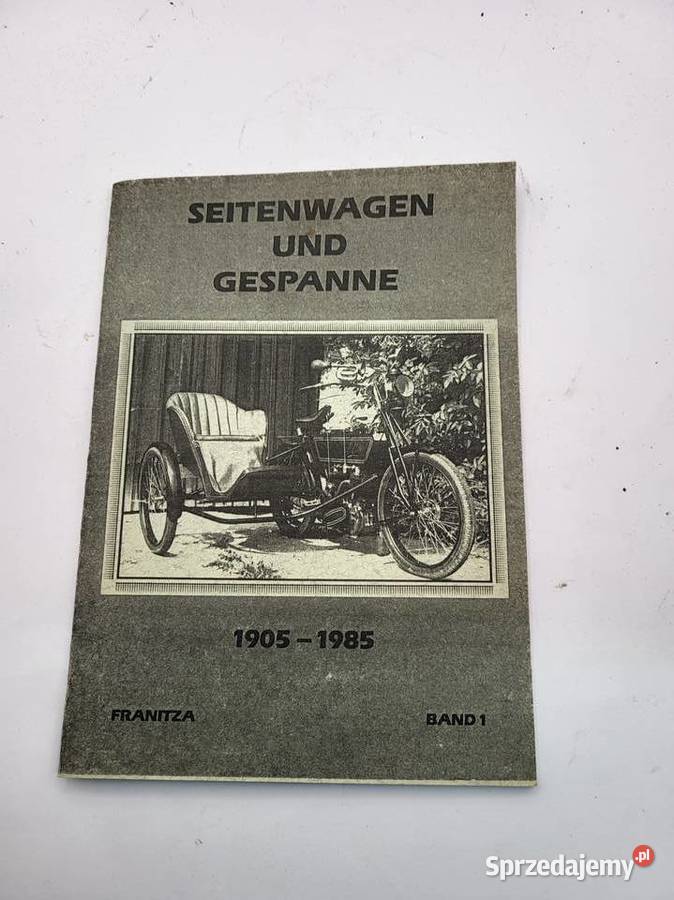 SEITENWAGEN
UND
GESPANNE
1905 – 1985
FRANITZA
BAND 1
Sprzedajemy.pl